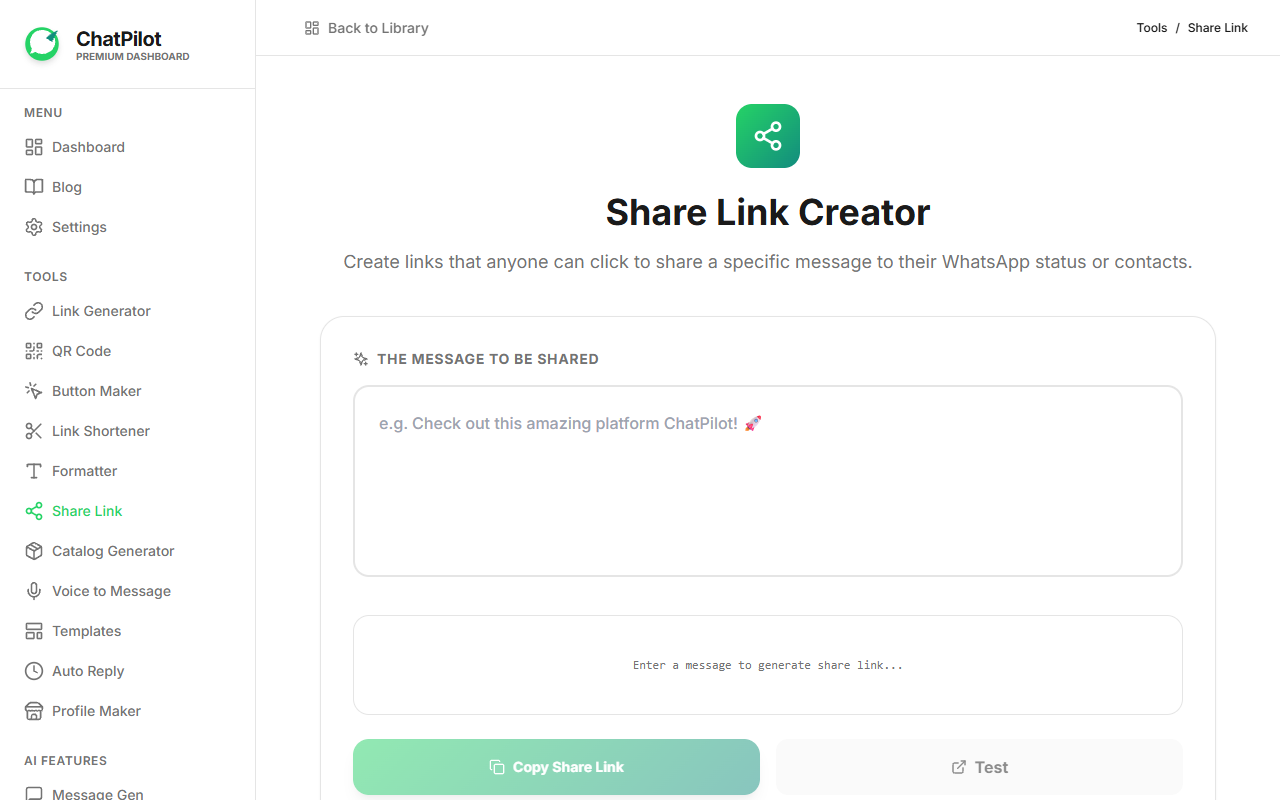 ChatPilot
PREMIUM DASHBOARD
MENU
Dashboard
Blog
Settings
TOOLS
Link Generator
QR Code
Button Maker
Link Shortener
Formatter
Share Link
Catalog Generator
Voice to Message
Templates
Auto Reply
Profile Maker
AI FEATURES
Message Gen
Back to Library
Tools / Share Link
Share Link Creator
Create links that anyone can click to share a specific message to their WhatsApp status or contacts.
THE MESSAGE TO BE SHARED
e.g. Check out this amazing platform ChatPilot! 🚀
Enter a message to generate share link...
Copy Share Link
Test